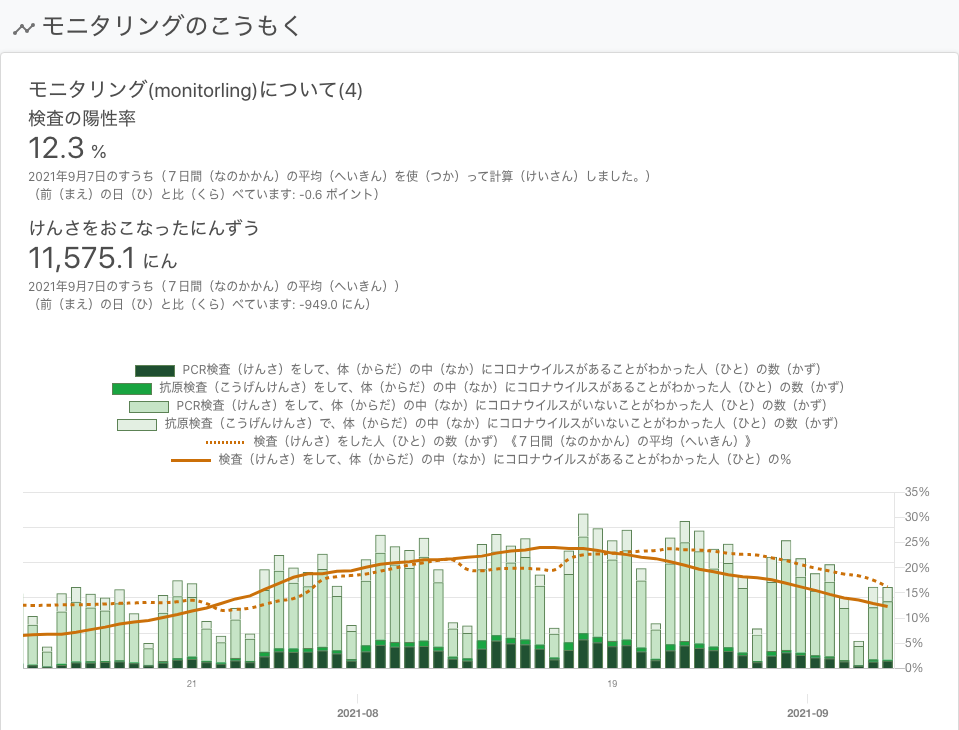 モニタリングのこうもく
モニタリング(monitorling)について(4)
検査の陽性率
12.3 %
2021年9月7日のすうち（７日間（なのかかん）の平均（へいきん）を使（つか）って計算（けいさん）しました。）
（前（まえ）の日（ひ）と比（くら）べています: -0.6 ポイント）
けんさをおこなったにんずう
11,575.1 にん
2021年9月7日のすうち（７日間（なのかかん）の平均（へいきん））
（前（まえ）の日（ひ）と比（くら）べています: -949.0 にん）
PCR検査（けんさ）をして、体（からだ）の中（なか）にコロナウイルスがあることがわかった人（ひと）の数（かず）
抗原検査（こうげんけんさ）をして、体（からだ）の中（なか）にコロナウイルスがあることがわかった人（ひと）の数（かず）
PCR検査（けんさ）をして、体（からだ）の中（なか）にコロナウイルスがいないことがわかった人（ひと）の数（かず）
抗原検査（こうげんけんさ）で、体（からだ）の中（なか）にコロナウイルスがいないことがわかった人（ひと）の数（かず）
検査（けんさ）をした人（ひと）の数（かず）《７日間（なのかかん）の平均（へいきん）》
検査（けんさ）をして、体（からだ）の中（なか）にコロナウイルスがあることがわかった人（ひと）の％
35%
30%
25%
20%
15%
10%
5%
0%
21
19
2021-08
2021-09